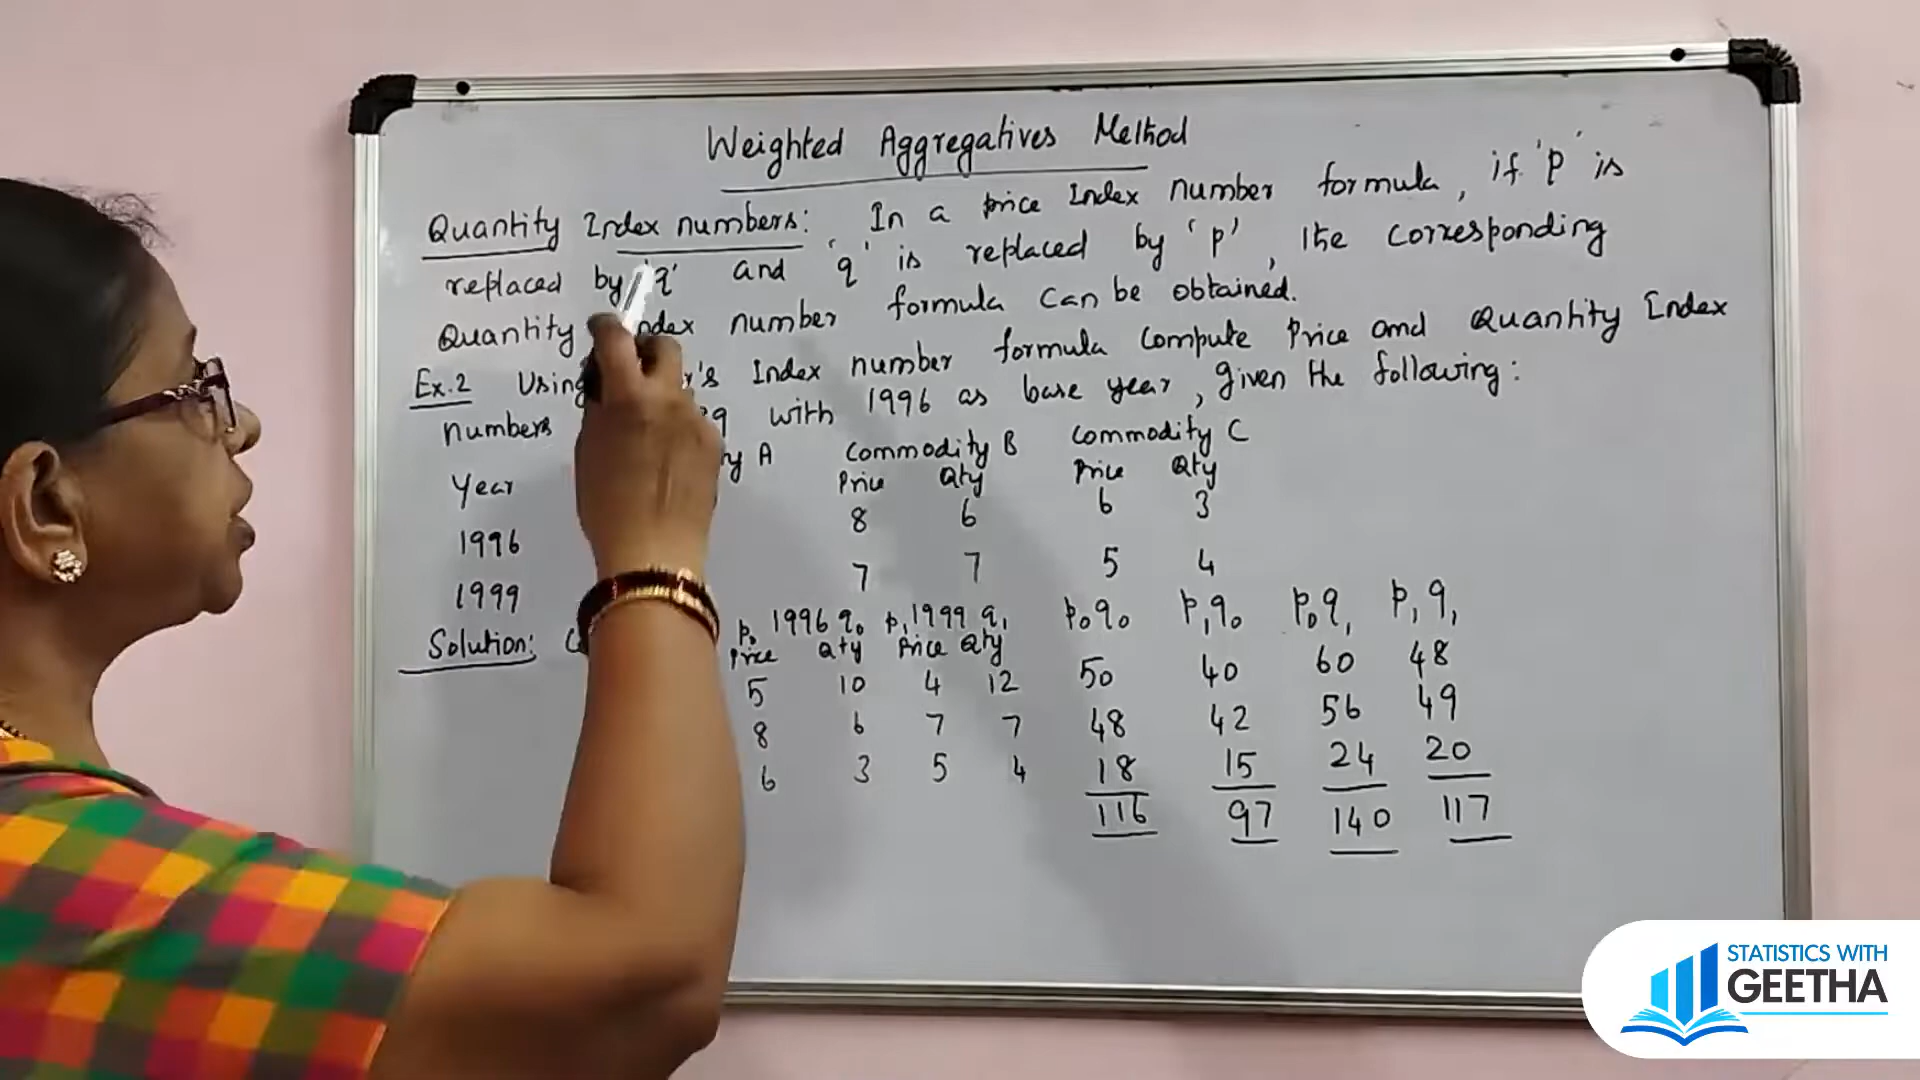 Weighted Aggregatives Method
Quantity Index numbers: In a price Index number formula, if 'p' is
replaced by 'q' and 'q' is replaced by 'p', the corresponding
Quantity Index number formula can be obtained.
Ex.2 Using 's Index number formula compute Price and Quantity Index
numbers with 1996 as base year, given the following:
Year A Commodity B Commodity C
Price Qty Price Qty
1996 8 6 6 3
1999 7 7 5 4
Solution: p₀ 1996 q₀ p₁ 1999 q₁ p₀q₀ p₁q₀ p₀q₁ p₁q₁
Price Qty Price Qty
5 10 4 12 50 40 60 48
8 6 7 7 48 42 56 49
6 3 5 4 18 15 24 20
116 97 140 117
STATISTICS WITH
GEETHA